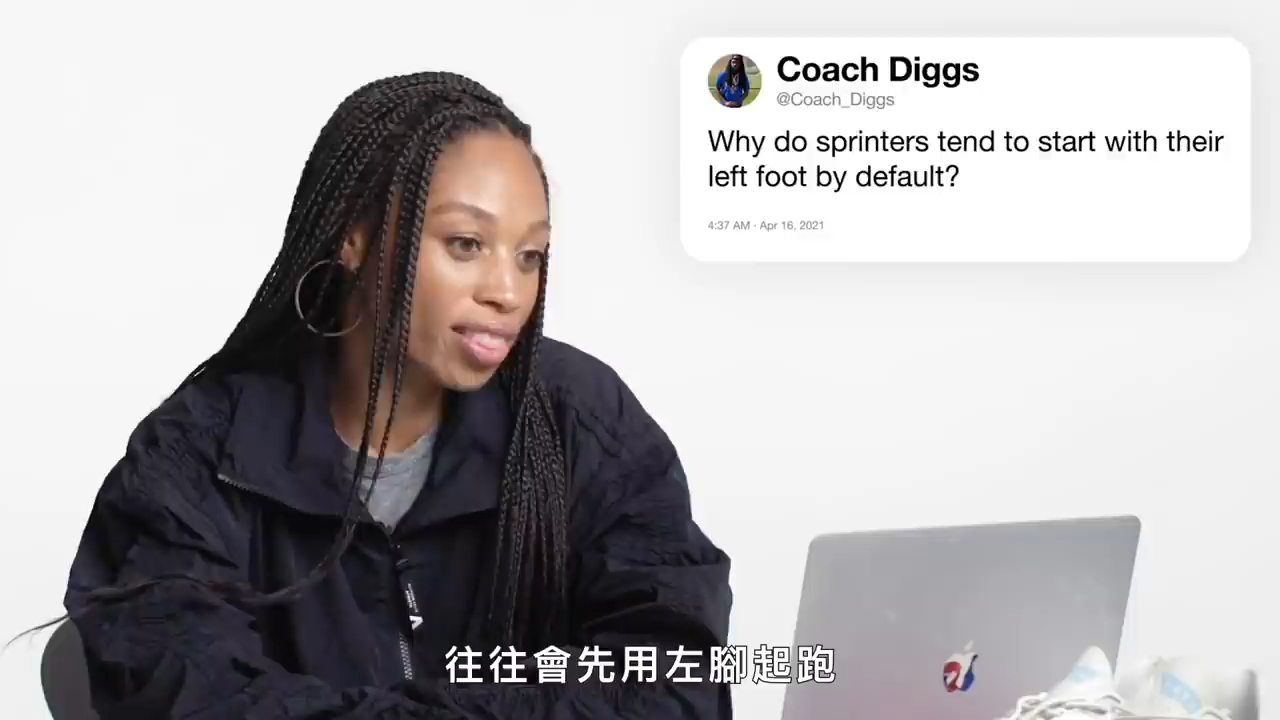 Coach Diggs
@Coach_Diggs
Why do sprinters tend to start with their
left foot by default?
4:37 AM · Apr 16, 2021
往往會先用左腳起跑